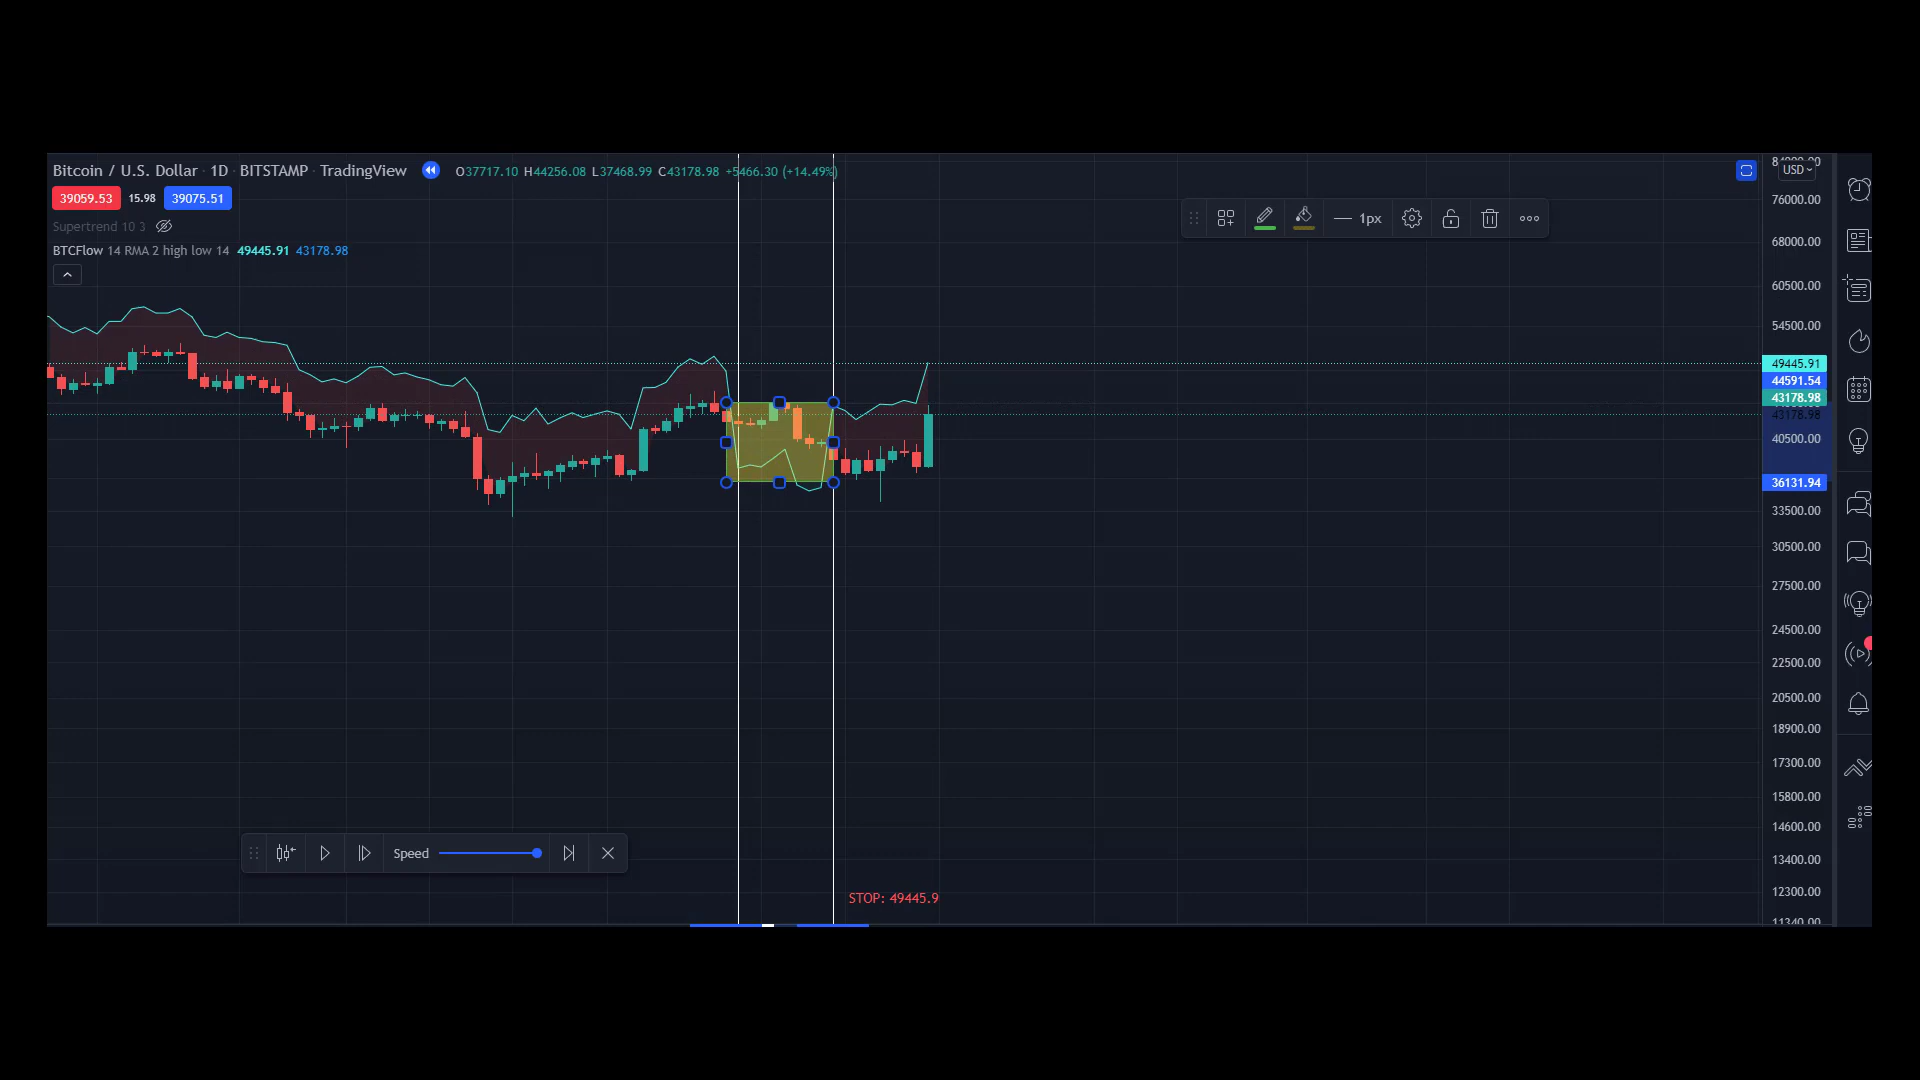 Bitcoin / U.S. Dollar · 1D · BITSTAMP · TradingView O37717.10 H44256.08 L37468.99 C43178.98 +5466.30 (+14.49%)
39059.53 15.98 39075.51
Supertrend 10 3
BTCFlow 14 RMA 2 high low 14 49445.91 43178.98
USD
1px
76000.00
68000.00
60500.00
54500.00
49445.91
44591.54
43178.98
43178.98
40500.00
36131.94
33500.00
30500.00
27500.00
24500.00
22500.00
20500.00
18900.00
17300.00
15800.00
14600.00
13400.00
12300.00
11340.00
Speed
STOP: 49445.9